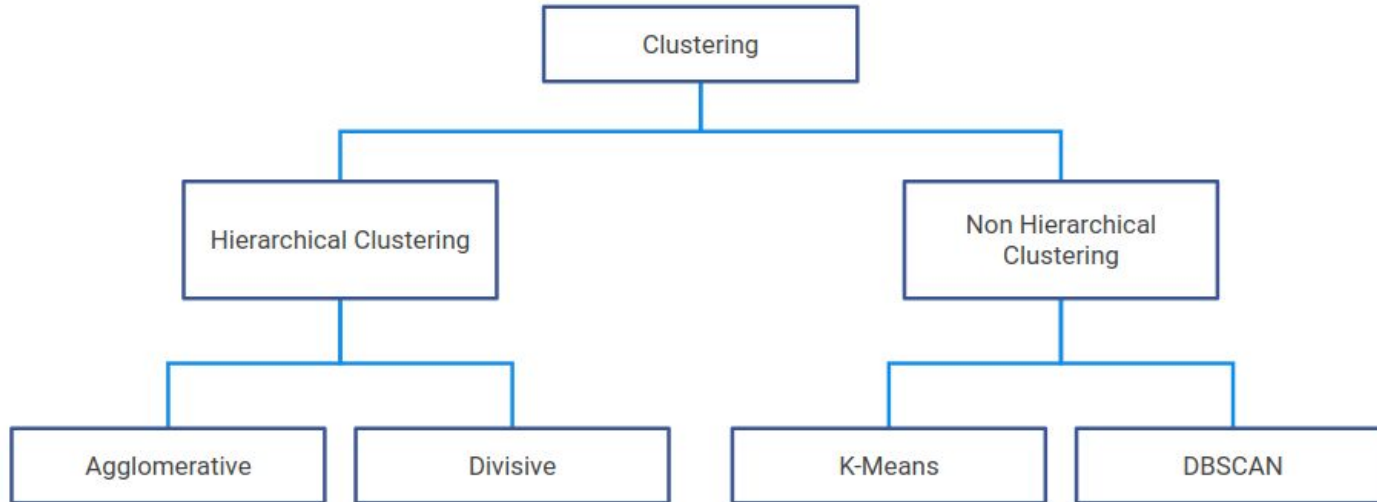 Clustering
Hierarchical Clustering
Non Hierarchical
Clustering
Agglomerative
Divisive
K-Means
DBSCAN